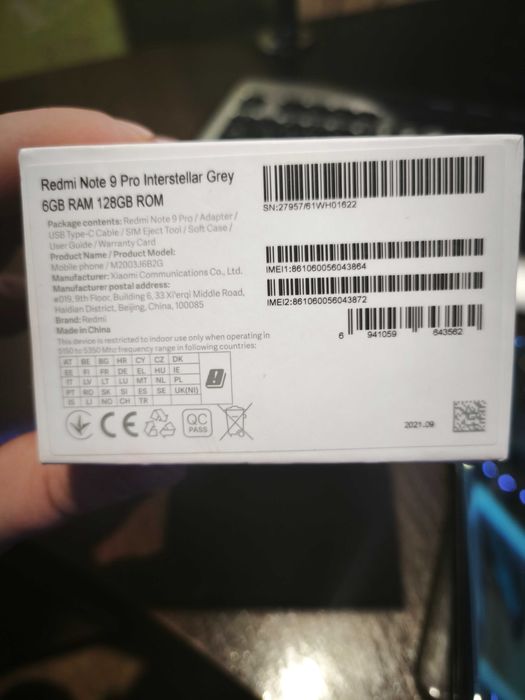 Redmi Note 9 Pro Interstellar Grey
6GB RAM 128GB ROM
Package contents: Redmi Note 9 Pro / Adapter /
USB Type-C Cable / SIM Eject Tool / Soft Case /
User Guide / Warranty Card
Product Name / Product Model:
Mobile phone / M2003J6B2G
Manufacturer: Xiaomi Communications Co., Ltd.
Manufacturer postal address:
#019, 9th Floor, Building 6, 33 Xi'erqi Middle Road,
Haidian District, Beijing, China, 100085
Brand: Redmi
Made in China
This device is restricted to indoor use only when operating in
5150 to 5350 Mhz frequency range in following countries:
AT BE BG HR CY CZ DK
EE FI FR DE EL HU IE
IT LV LT LU MT NL PL
PT RO SK SI ES SE UK(NI)
IS LI NO CH TR
CE
QC
PASS
SN:27957/61WH01622
IMEI1:861060056043864
IMEI2:861060056043872
6 941059 643562
2021.09